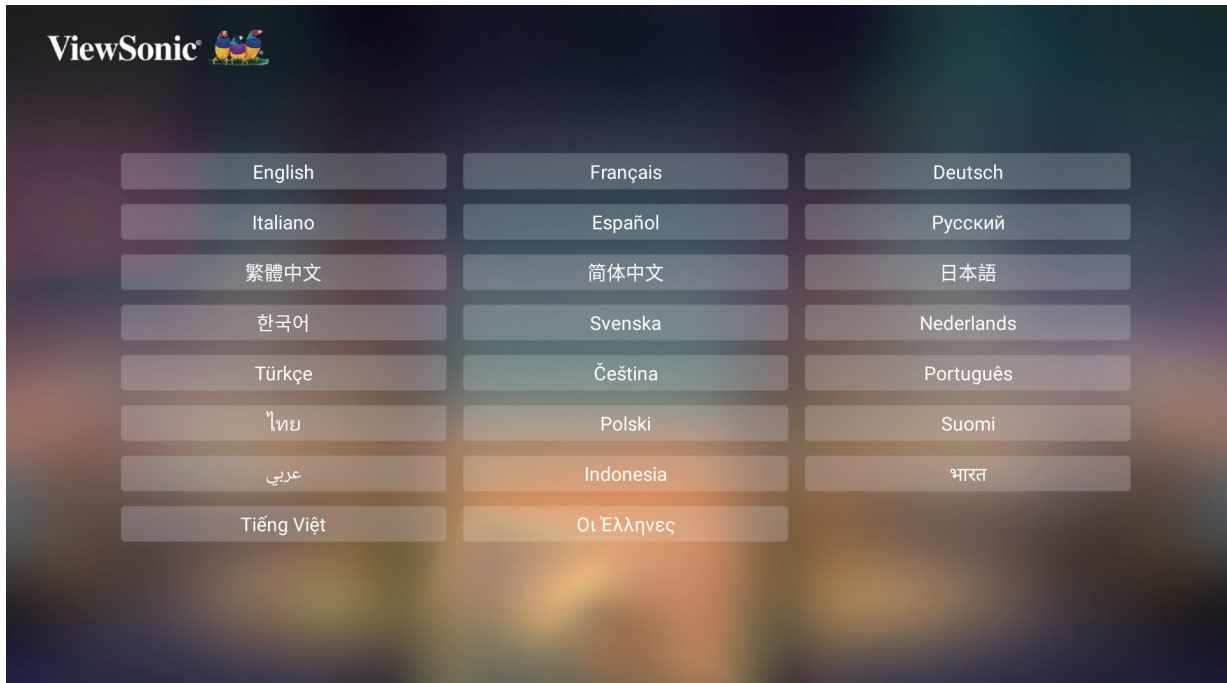 ViewSonic®
English Français Deutsch
Italiano Español Русский
繁體中文 简体中文 日本語
한국어 Svenska Nederlands
Türkçe Čeština Português
ไทย Polski Suomi
عربي Indonesia भारत
Tiếng Việt Οι Έλληνες